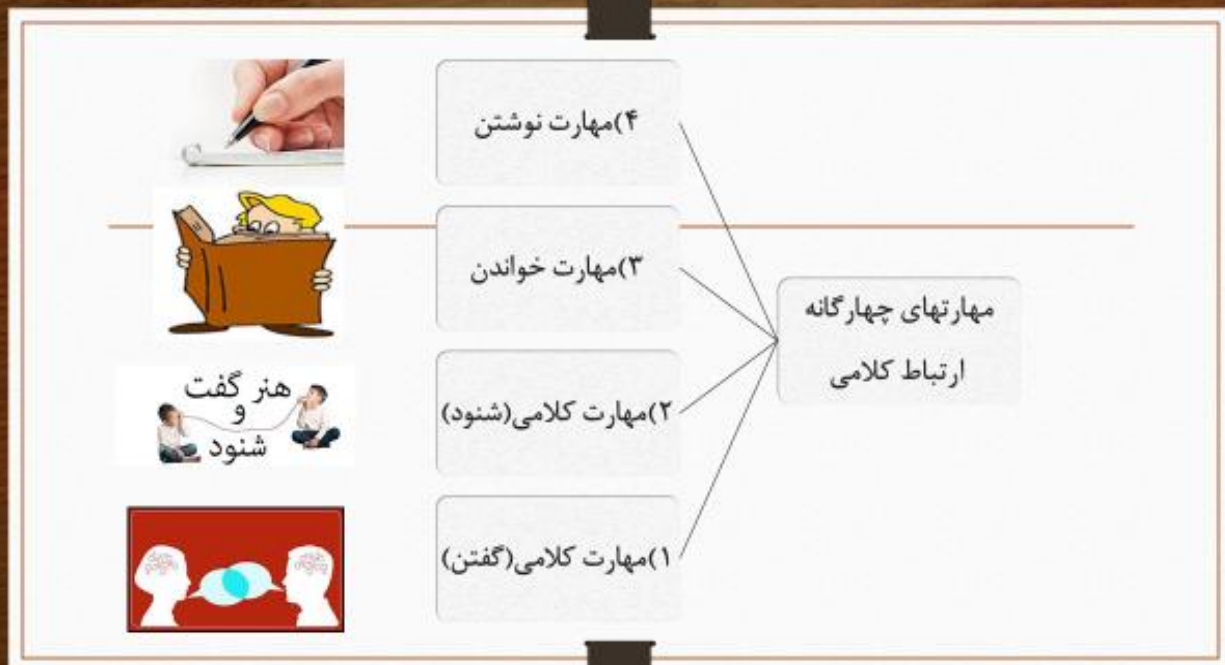 مهارتهای چهارگانه
ارتباط کلامی
۴)مهارت نوشتن
۳)مهارت خواندن
۲)مهارت کلامی(شنود)
۱)مهارت کلامی(گفتن)
هنر گفت
و
شنود